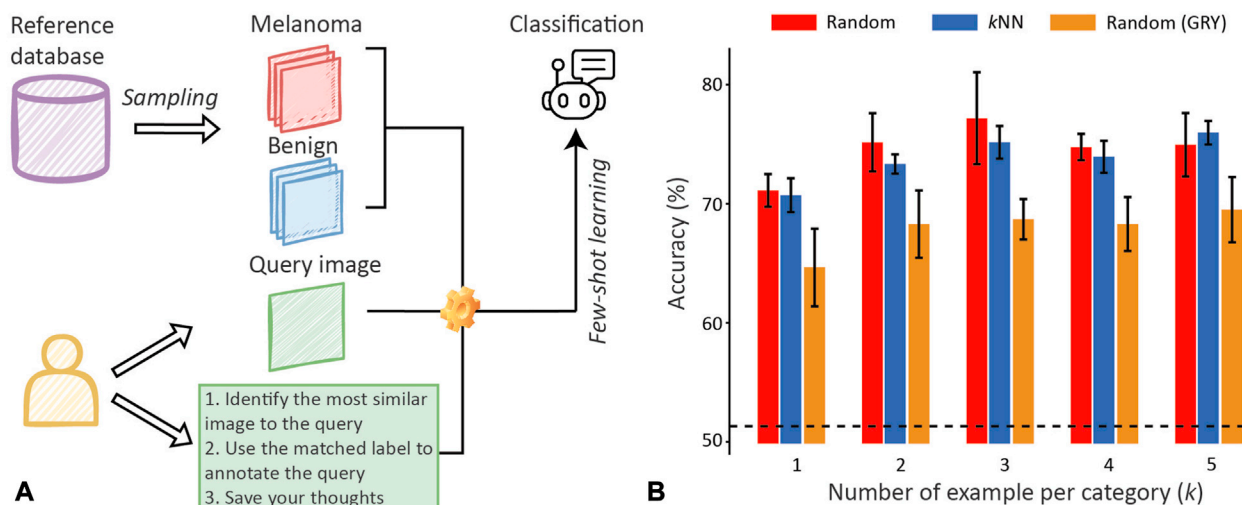 Reference
database
Sampling
Melanoma
Benign
Query image
Classification
Few-shot learning
1. Identify the most similar
image to the query
2. Use the matched label to
annotate the query
3. Save your thoughts
A
Random
kNN
Random (GRY)
Accuracy (%)
80
70
60
50
1 2 3 4 5
Number of example per category (k)
B